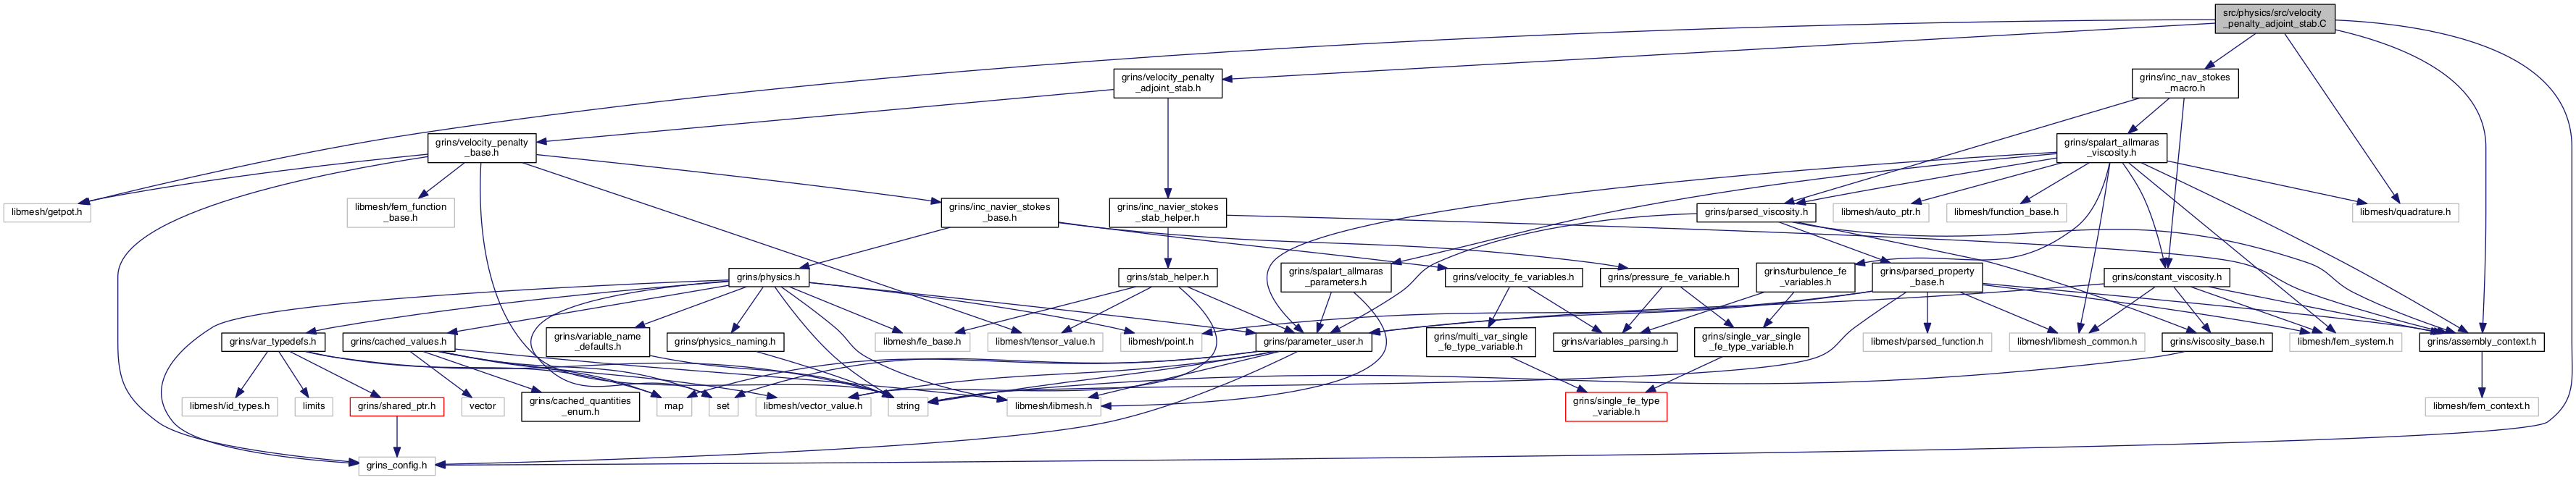 src/physics/src/velocity
_penalty_adjoint_stab.C
grins/velocity_penalty
_adjoint_stab.h
grins/inc_nav_stokes
_macro.h
grins/velocity_penalty
_base.h
grins/spalart_allmaras
_viscosity.h
libmesh/getpot.h
libmesh/fem_function
_base.h
grins/inc_navier_stokes
_base.h
grins/inc_navier_stokes
_stab_helper.h
grins/parsed_viscosity.h
libmesh/auto_ptr.h
libmesh/function_base.h
libmesh/quadrature.h
grins/physics.h
grins/stab_helper.h
grins/spalart_allmaras
_parameters.h
grins/velocity_fe_variables.h
grins/pressure_fe_variable.h
grins/turbulence_fe
_variables.h
grins/parsed_property
_base.h
grins/constant_viscosity.h
grins/var_typedefs.h
grins/cached_values.h
grins/variable_name
_defaults.h
grins/physics_naming.h
libmesh/fe_base.h
libmesh/tensor_value.h
libmesh/point.h
grins/parameter_user.h
grins/multi_var_single
_fe_type_variable.h
grins/variables_parsing.h
grins/single_var_single
_fe_type_variable.h
libmesh/parsed_function.h
libmesh/libmesh_common.h
grins/viscosity_base.h
libmesh/fem_system.h
grins/assembly_context.h
libmesh/id_types.h
limits
grins/shared_ptr.h
vector
grins/cached_quantities
_enum.h
map
set
libmesh/vector_value.h
string
libmesh/libmesh.h
grins/single_fe_type
_variable.h
libmesh/fem_context.h
grins_config.h